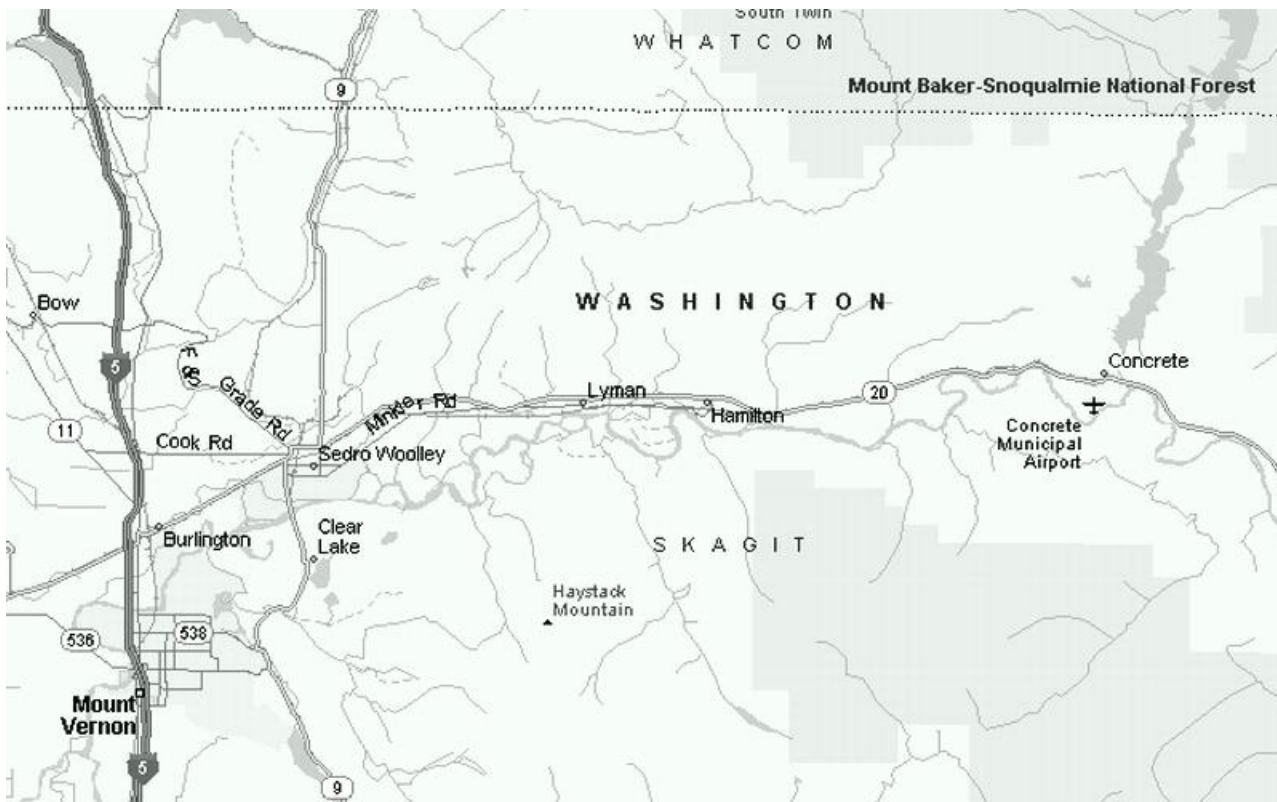 South Twin
WHATCOM
9
Mount Baker-Snoqualmie National Forest
WASHINGTON
Bow
5
Concrete
Grade Rd
Minkler Rd
Lyman
20
Hamilton
11
Cook Rd
Concrete
Municipal
Airport
Sedro Woolley
Burlington
Clear
Lake
SKAGIT
Haystack
Mountain
536
538
Mount
Vernon
5
9